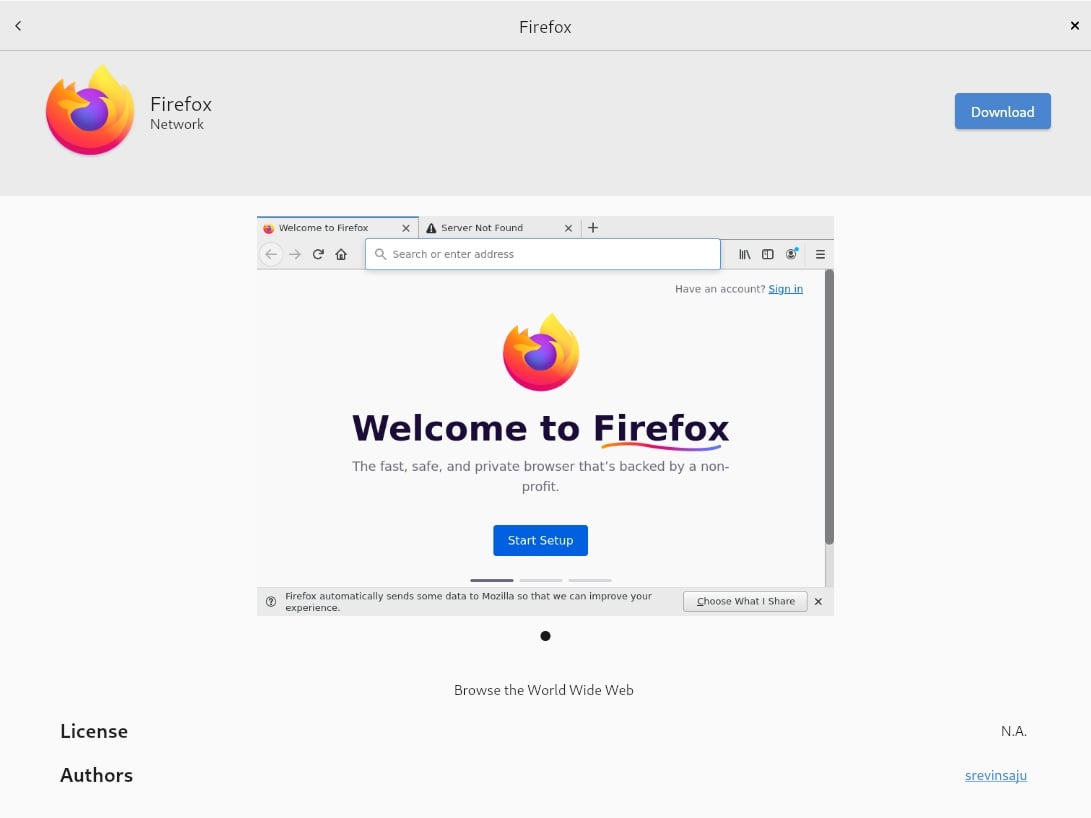 Firefox
Firefox
Network
Download
Welcome to Firefox
Server Not Found
Search or enter address
Have an account? Sign in
Welcome to Firefox
The fast, safe, and private browser that’s backed by a non-
profit.
Start Setup
Firefox automatically sends some data to Mozilla so that we can improve your
experience.
Choose What I Share
Browse the World Wide Web
License
N.A.
Authors
srevinsaju